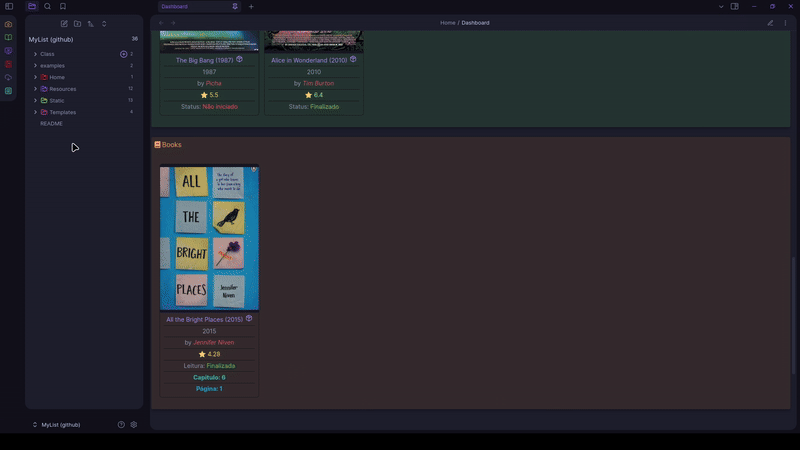 Dashboard
MyList (github)
36
Class
2
examples
2
Home
1
Resources
12
Static
13
Templates
4
README
Home / Dashboard
The Big Bang (1987)
1987
by Picha
5.5
Status: Não iniciado
Alice in Wonderland (2010)
2010
by Tim Burton
6.4
Status: Finalizado
Books
ALL
THE
BRIGHT
PLACES
Jennifer
Niven
All the Bright Places (2015)
2015
by Jennifer Niven
4.28
Leitura: Finalizada
Capítulo: 6
Página: 1
MyList (github)